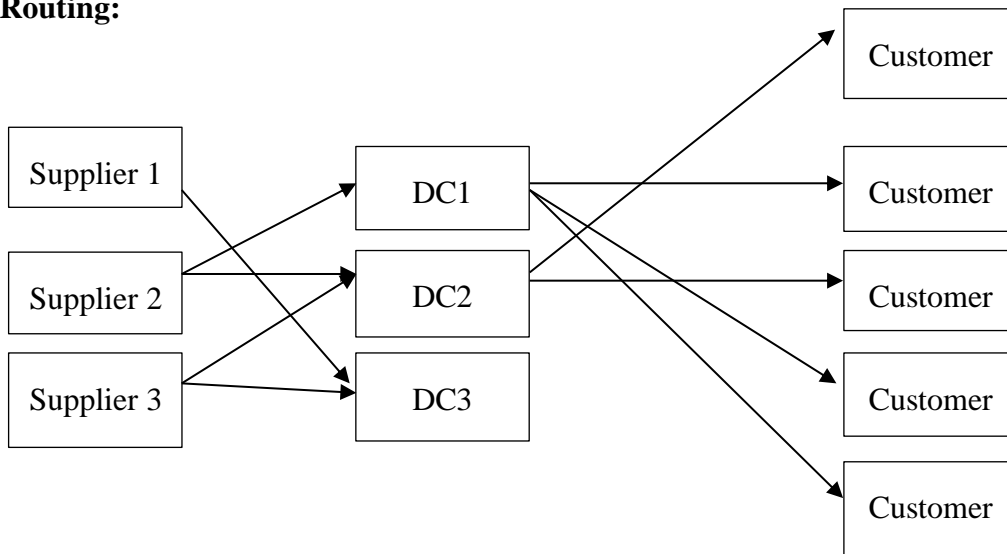 Routing:
Customer
Supplier 1
DC1
Customer
Supplier 2
DC2
Customer
Supplier 3
DC3
Customer
Customer